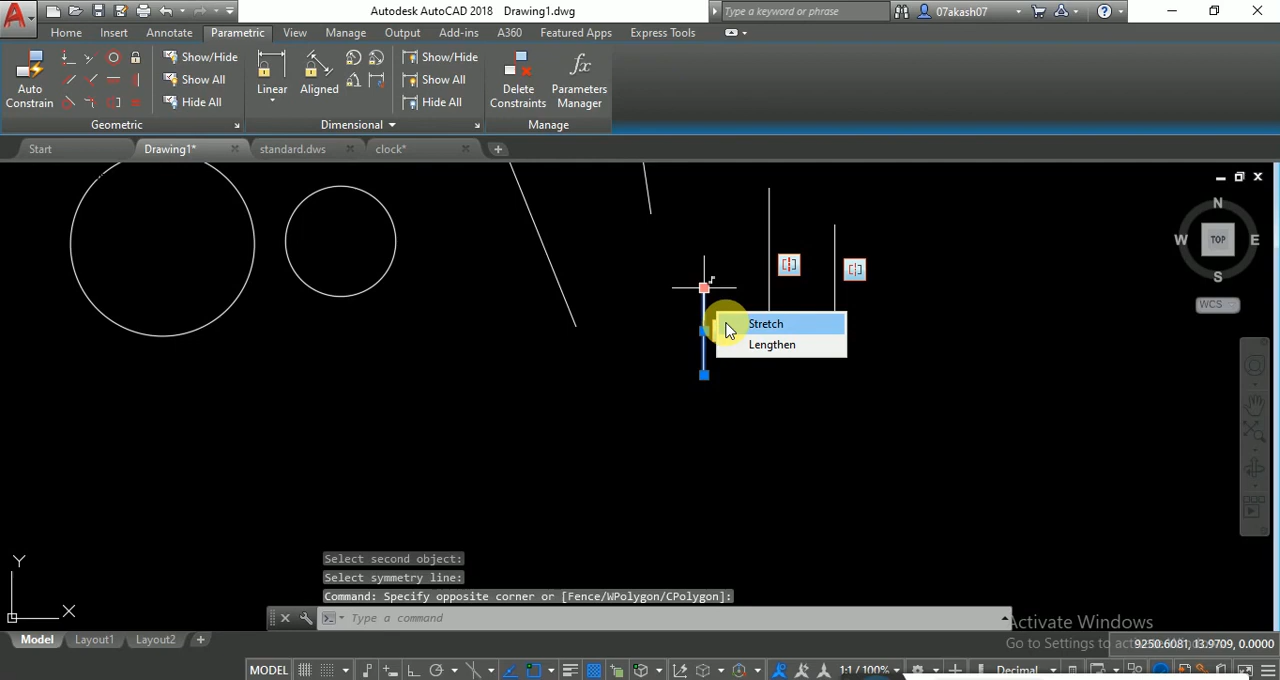 Autodesk AutoCAD 2018 Drawing1.dwg
Type a keyword or phrase
07akash07
Home Insert Annotate Parametric View Manage Output Add-ins A360 Featured Apps Express Tools
Show/Hide
Show All
Hide All
Auto
Constrain
Linear
Aligned
Show/Hide
Show All
Hide All
Delete
Constraints
Parameters
Manager
Geometric
Dimensional
Manage
Start Drawing1* standard.dws clock*
N
W TOP E
S
WCS
Stretch
Lengthen
Y
X
Select second object:
Select symmetry line:
Command: Specify opposite corner or [Fence/WPolygon/CPolygon]:
Type a command
Activate Windows
Go to Settings to
9250.6081, 13.9709, 0.0000
Model Layout1 Layout2
MODEL
1:1 / 100%
Decimal